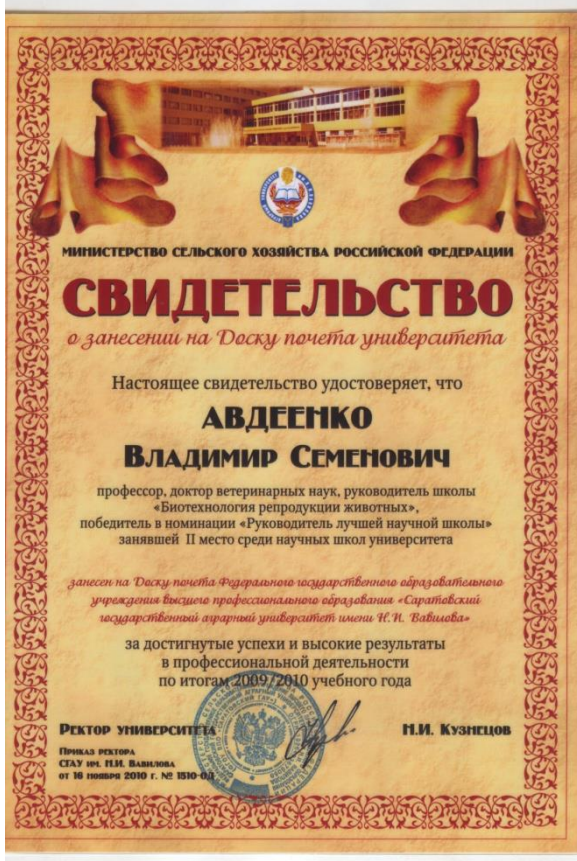 МИНИСТЕРСТВО СЕЛЬСКОГО ХОЗЯЙСТВА РОССИЙСКОЙ ФЕДЕРАЦИИ
СВИДЕТЕЛЬСТВО
о занесении на Доску почета университета
Настоящее свидетельство удостоверяет, что
АВДЕЕНКО
ВЛАДИМИР СЕМЕНОВИЧ
профессор, доктор ветеринарных наук, руководитель школы
«Биотехнология репродукции животных»,
победитель в номинации «Руководитель лучшей научной школы»
занявшей II место среди научных школ университета
занесен на Доску почета Федерального государственного образовательного
учреждения высшего профессионального образования «Саратовский
государственный аграрный университет имени Н.И. Вавилова»
за достигнутые успехи и высокие результаты
в профессиональной деятельности
по итогам 2009/2010 учебного года
РЕКТОР УНИВЕРСИТЕТА Н.И. КУЗНЕЦОВ
ПРИКАЗ РЕКТОРА
СГАУ ИМ. Н.И. ВАВИЛОВА
ОТ 16 НОЯБРЯ 2010 Г. № 1510-ОД